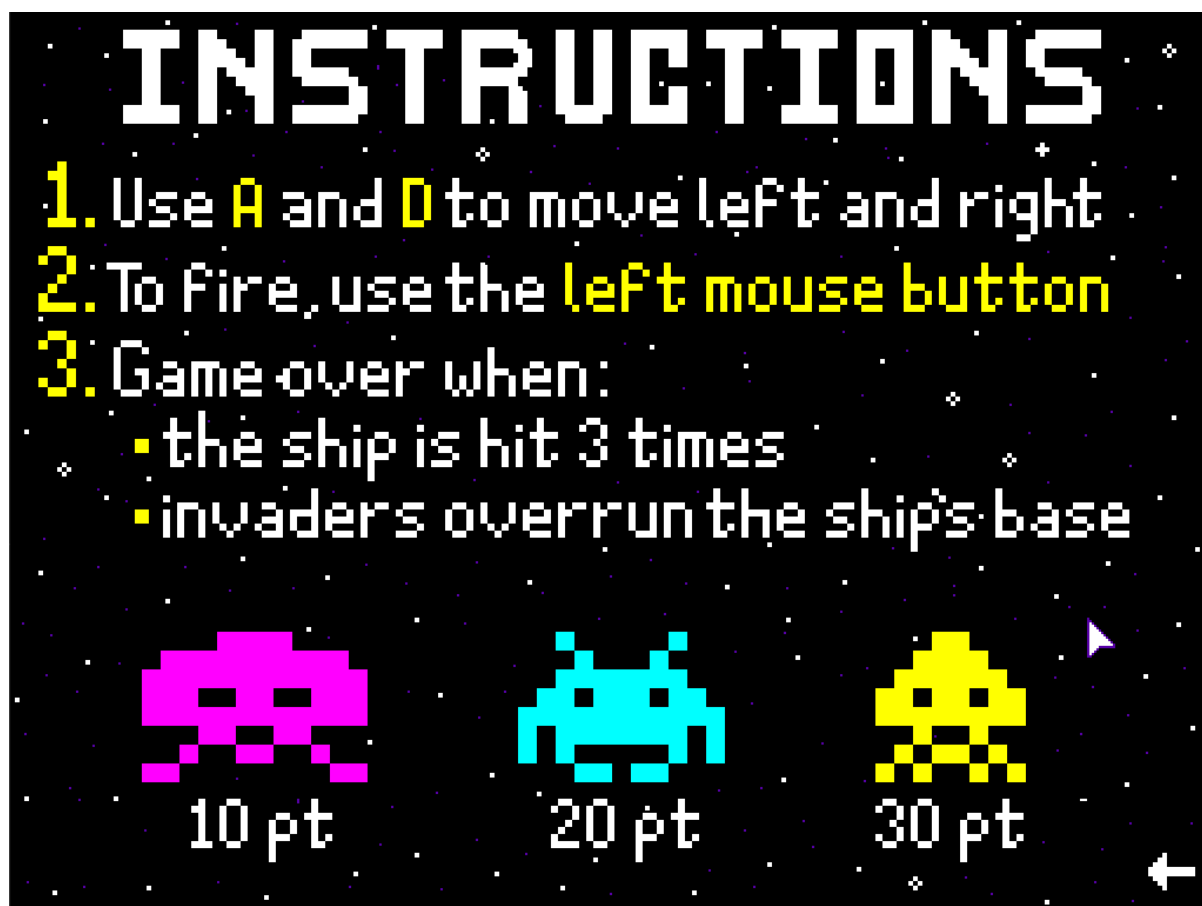 INSTRUCTIONS
1. Use A and D to move left and right
2. To fire, use the left mouse button
3. Game over when:
▪ the ship is hit 3 times
▪ invaders overrun the ship's base
10 pt 20 pt 30 pt